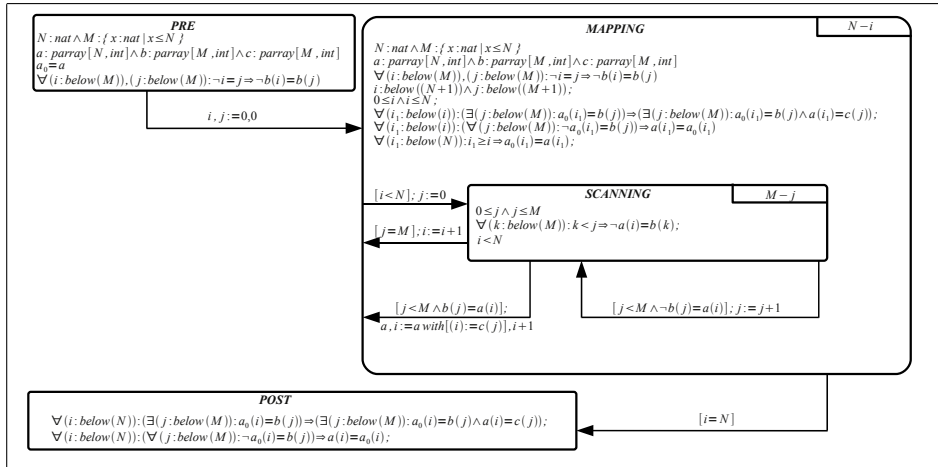 PRE
N : nat ∧ M : { x : nat | x ≤ N }
a : parray [ N , int ] ∧ b : parray [ M , int ] ∧ c : parray [ M , int ]
a₀ = a
∀ ( i : below ( M )) , ( j : below ( M )) : ¬ i = j ⇒ ¬ b ( i ) = b ( j )
i , j := 0,0
MAPPING
N − i
N : nat ∧ M : { x : nat | x ≤ N }
a : parray [ N , int ] ∧ b : parray [ M , int ] ∧ c : parray [ M , int ]
∀ ( i : below ( M )) , ( j : below ( M )) : ¬ i = j ⇒ ¬ b ( i ) = b ( j )
i : below (( N + 1 )) ∧ j : below (( M + 1 )) ;
0 ≤ i ∧ i ≤ N ;
∀ ( i₁ : below ( i )) : ( ∃ ( j : below ( M )) : a₀ ( i₁ ) = b ( j )) ⇒ ( ∃ ( j : below ( M )) : a₀ ( i₁ ) = b ( j ) ∧ a ( i₁ ) = c ( j )) ;
∀ ( i₁ : below ( i )) : ( ∀ ( j : below ( M )) : ¬ a₀ ( i₁ ) = b ( j )) ⇒ a ( i₁ ) = a₀ ( i₁ )
∀ ( i₁ : below ( N )) : i₁ ≥ i ⇒ a₀ ( i₁ ) = a ( i₁ ) ;
[ i < N ] ; j := 0
SCANNING
M − j
0 ≤ j ∧ j ≤ M
∀ ( k : below ( M )) : k < j ⇒ ¬ a ( i ) = b ( k ) ;
i < N
[ j = M ] ; i := i + 1
[ j < M ∧ b ( j ) = a ( i )] ;
a , i := a with [( i ) := c ( j )] , i + 1
[ j < M ∧ ¬ b ( j ) = a ( i )] ; j := j + 1
POST
∀ ( i : below ( N )) : ( ∃ ( j : below ( M )) : a₀ ( i ) = b ( j )) ⇒ ( ∃ ( j : below ( M )) : a₀ ( i ) = b ( j ) ∧ a ( i ) = c ( j )) ;
∀ ( i : below ( N )) : ( ∀ ( j : below ( M )) : ¬ a₀ ( i ) = b ( j )) ⇒ a ( i ) = a₀ ( i ) ;
[ i = N ]